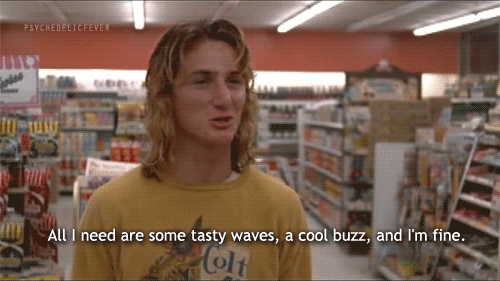 PSYCHEDELICFEVER
All I need are some tasty waves, a cool buzz, and I'm fine.
Colt